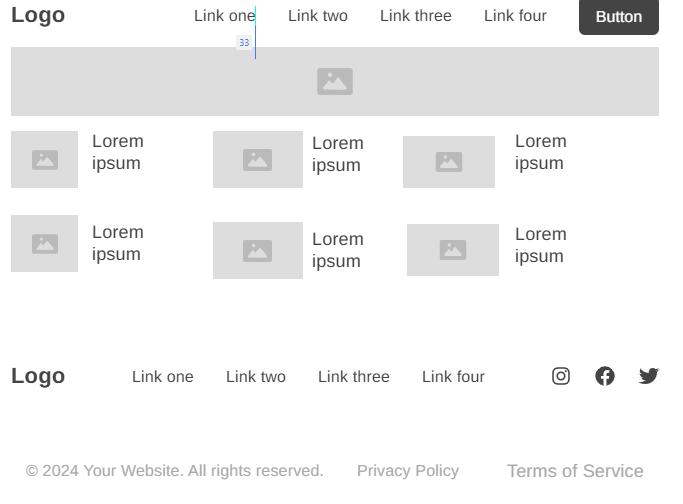 Logo Link one Link two Link three Link four Button
33
Lorem ipsum
Lorem ipsum
Lorem ipsum
Lorem ipsum
Lorem ipsum
Lorem ipsum
Logo Link one Link two Link three Link four
© 2024 Your Website. All rights reserved. Privacy Policy Terms of Service